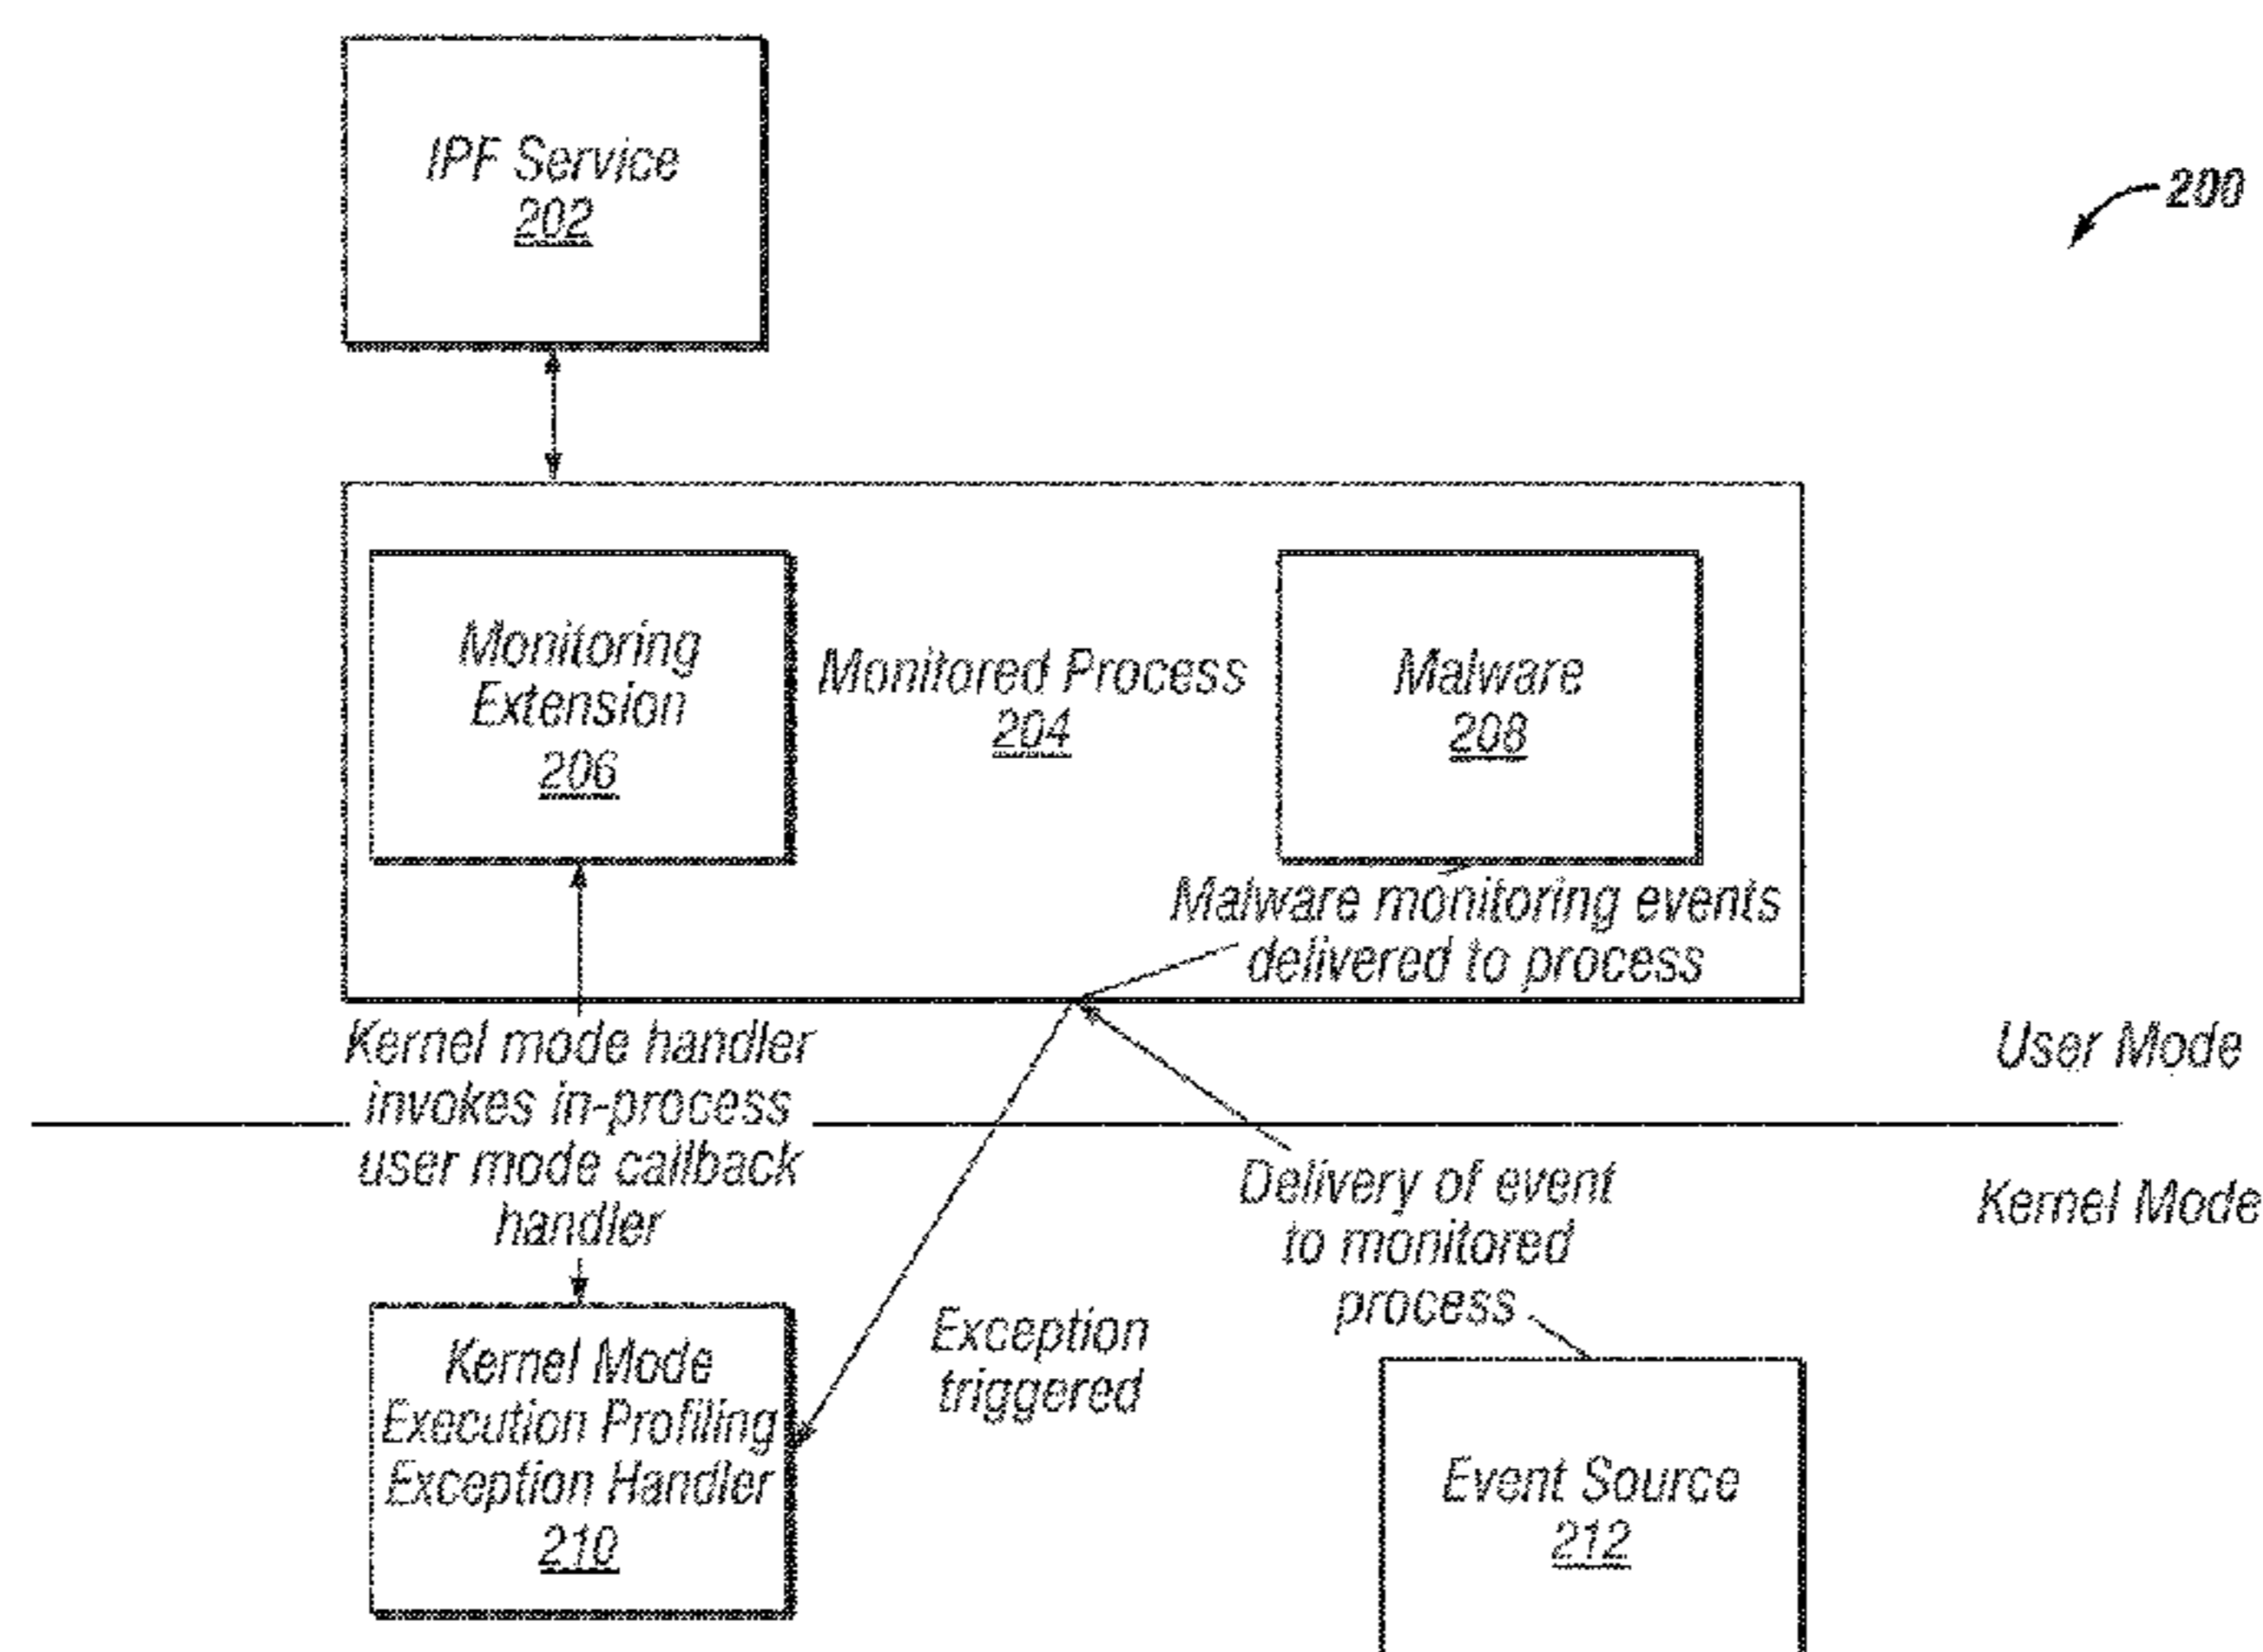 IPF Service
202
200
Monitoring
Extension
206
Monitored Process
204
Malware
208
Malware monitoring events
delivered to process
Kernel mode handler
invokes in-process
user mode callback
handler
User Mode
Kernel Mode
Delivery of event
to monitored
process
Exception
triggered
Kernel Mode
Execution Profiling
Exception Handler
210
Event Source
212